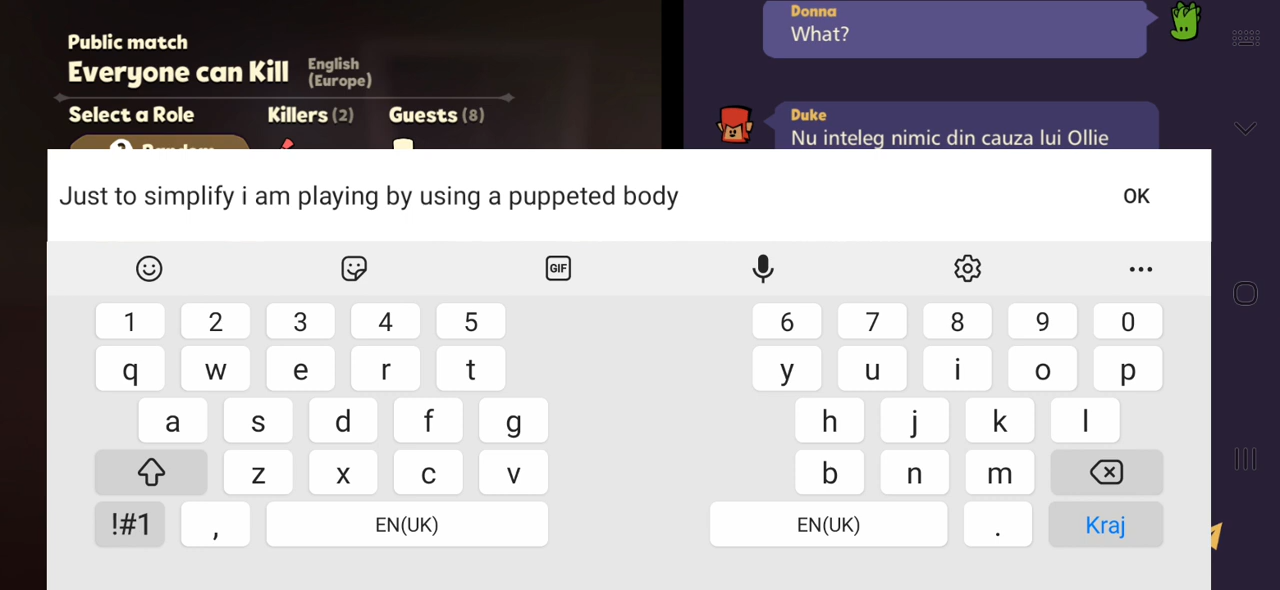 Public match
Everyone can Kill
English
(Europe)
Select a Role
Killers (2)
Guests (8)
Random
Donna
What?
Duke
Nu inteleg nimic din cauza lui Ollie
Just to simplify i am playing by using a puppeted body
OK
GIF
1 2 3 4 5 6 7 8 9 0
q w e r t y u i o p
a s d f g h j k l
z x c v b n m
!#1 , EN(UK) EN(UK) . Kraj